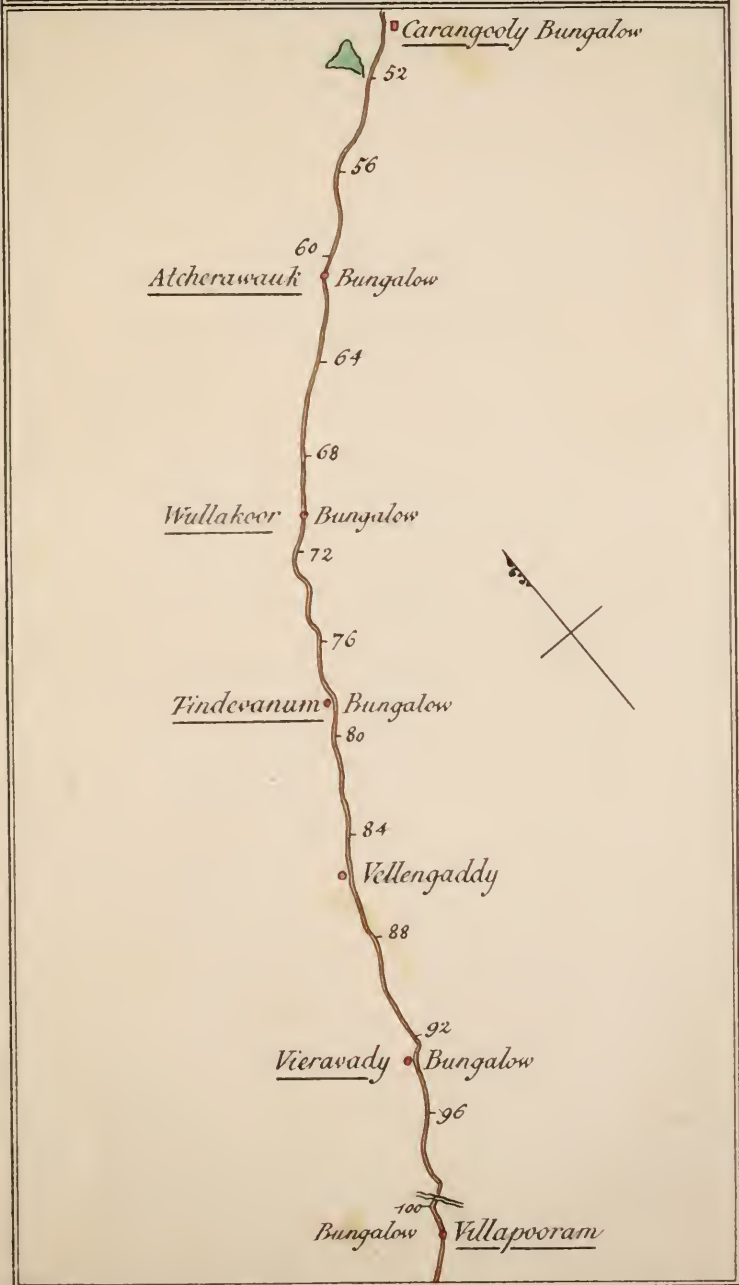 Carangooly Bungalow
52
56
60
Atcherawauk Bungalow
64
68
Wullakoor Bungalow
72
76
Tindevanum Bungalow
80
84
Vellengaddy
88
92
Vieravady Bungalow
96
100
Bungalow Villapooram